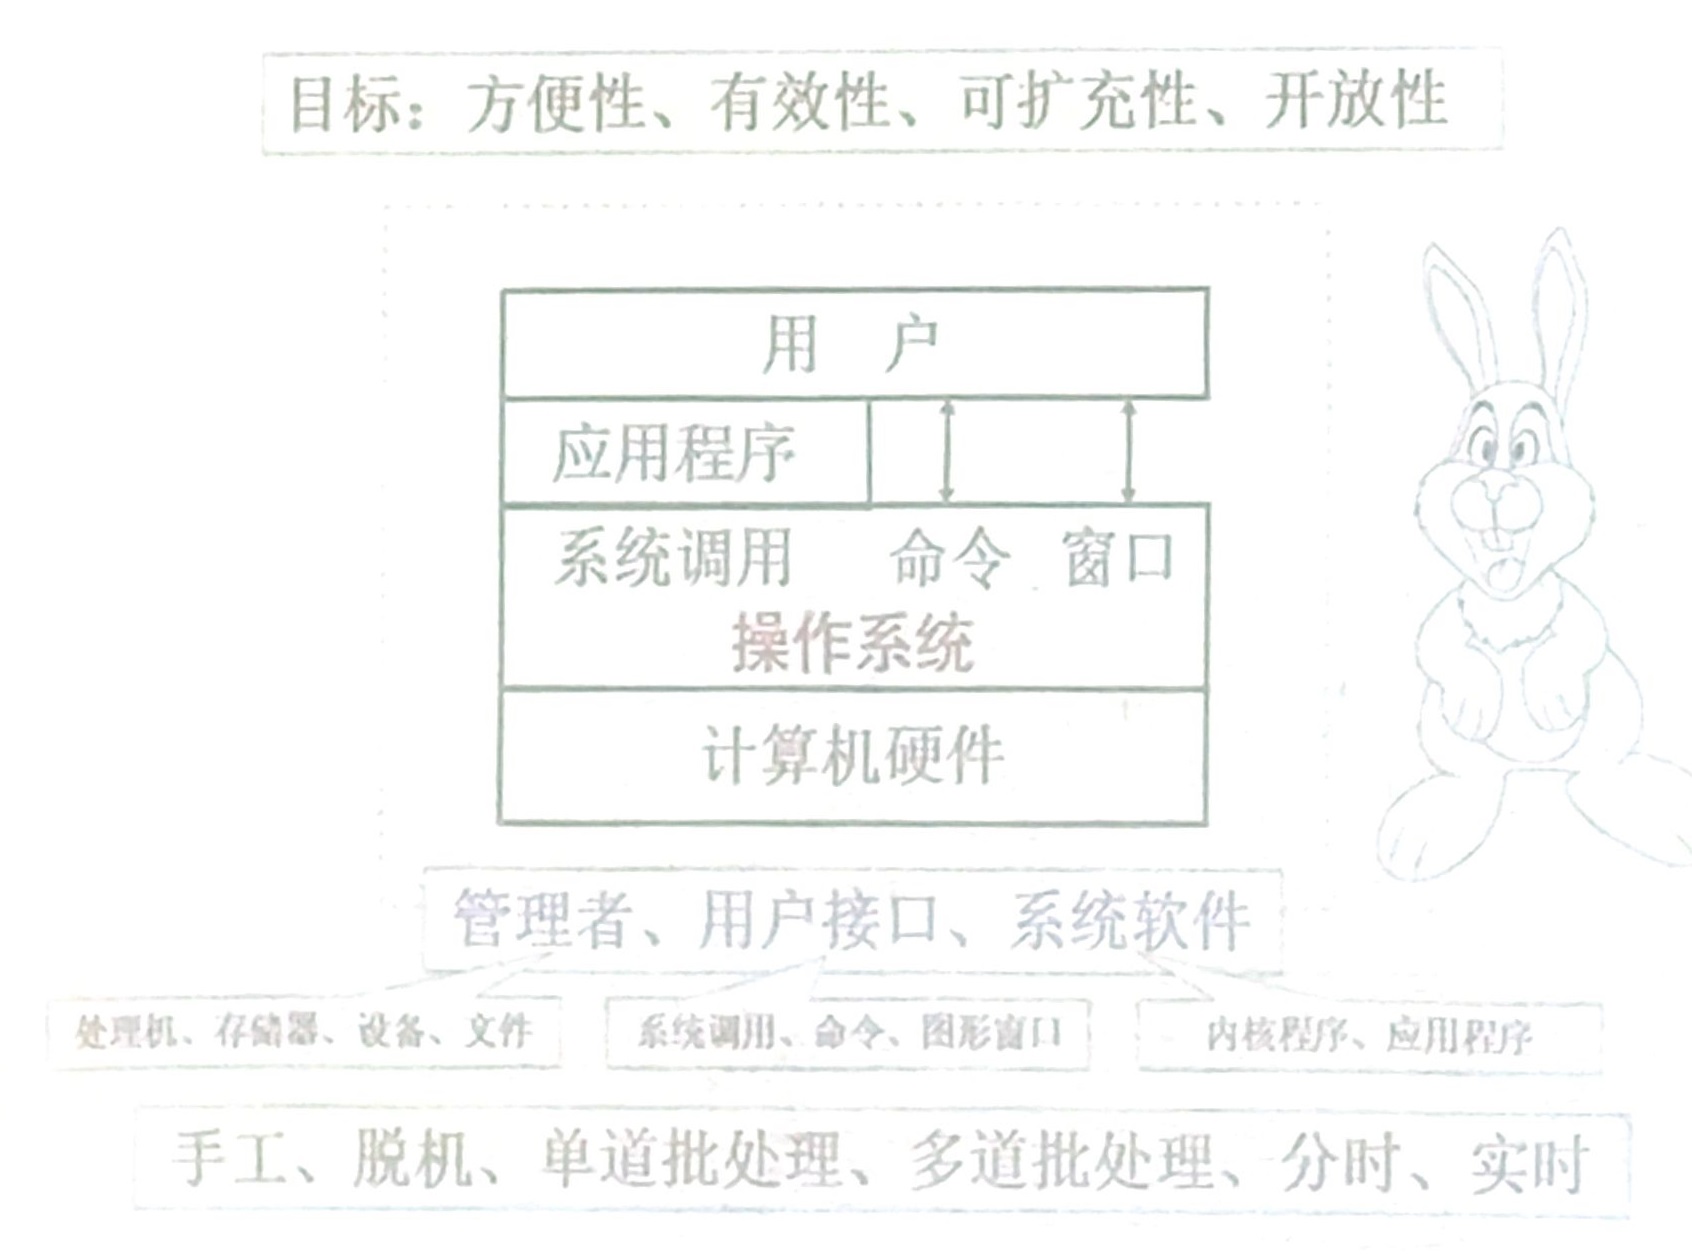 目标：方便性、有效性、可扩充性、开放性
用 户
应用程序
系统调用 命令 窗口
操作系统
计算机硬件
管理者、用户接口、系统软件
处理机、存储器、设备、文件
系统调用、命令、图形窗口
内核程序、应用程序
手工、脱机、单道批处理、多道批处理、分时、实时